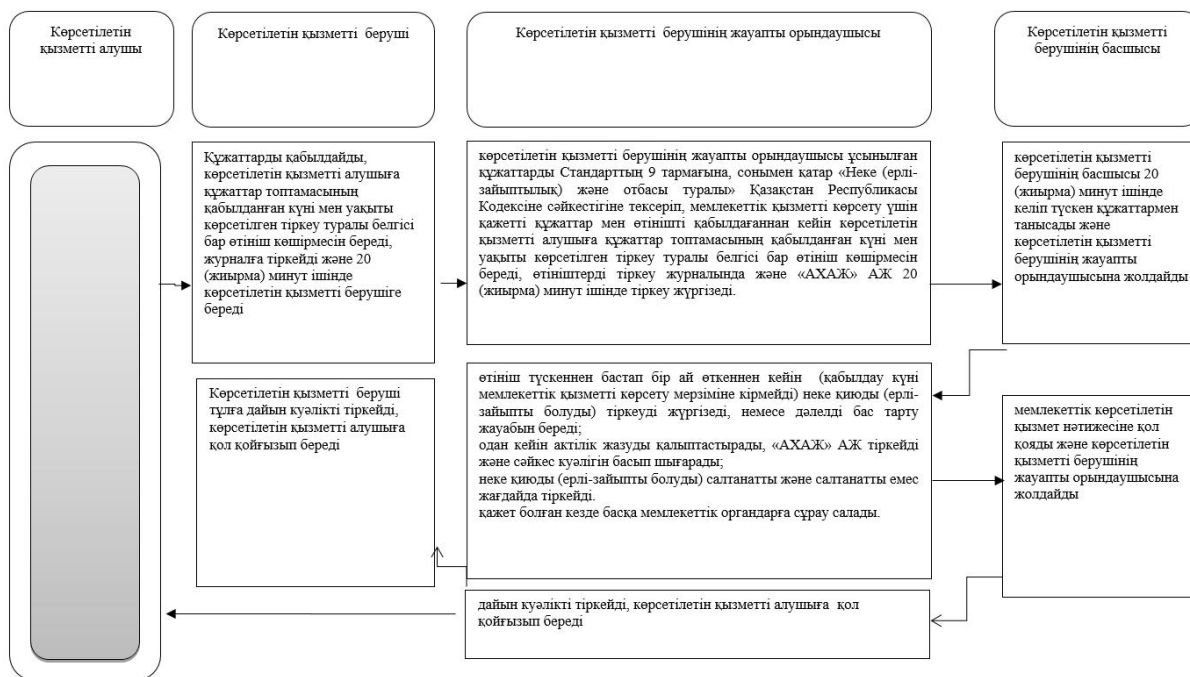 Көрсетілетін
қызметті алушы
Көрсетілетін қызметті беруші
Көрсетілетін қызметті берушінің жауапты орындаушысы
Көрсетілетін қызметті
берушінің басшысы
Құжаттарды қабылдайды,
көрсетілетін қызметті алушыға
құжаттар топтамасының
қабылданған күні мен уақыты
көрсетілген тіркеу туралы белгісі
бар өтініш көшірмесін береді,
журналға тіркейді және 20
(жиырма) минут ішінде
көрсетілетін қызметті берушіге
береді
көрсетілетін қызметті берушінің жауапты орындаушысы ұсынылған
құжаттарды Стандарттың 9 тармағына, сонымен қатар «Неке (ерлі-
зайыптылық) және отбасы туралы» Қазақстан Республикасы
Кодексіне сәйкестігіне тексеріп, мемлекеттік қызметті көрсету үшін
қажетті құжаттар мен өтінішті қабылдағаннан кейін көрсетілетін
қызметті алушыға құжаттар топтамасының қабылданған күні мен
уақыты көрсетілген тіркеу туралы белгісі бар өтініш көшірмесін
береді, өтініштерді тіркеу журналында және «АХАЖ» АЖ 20
(жиырма) минут ішінде тіркеу жүргізеді.
көрсетілетін қызметті
берушінің басшысы 20
(жиырма) минут ішінде
келіп түскен құжаттармен
танысады және
көрсетілетін қызметті
берушінің жауапты
орындаушысына жолдайды
Көрсетілетін қызметті беруші
тұлға дайын куәлікті тіркейді,
көрсетілетін қызметті алушыға
қол қойғызып береді
өтініш түскеннен бастап бір ай өткеннен кейін (қабылдау күні
мемлекеттік қызметті көрсету мерзіміне кірмейді) неке қиюды (ерлі-
зайыпты болуды) тіркеуді жүргізеді, немесе дәлелді бас тарту
жауабын береді;
одан кейін актілік жазуды қалыптастырады, «АХАЖ» АЖ тіркейді
және сәйкес куәлігін басып шығарады;
неке қиюды (ерлі-зайыпты болуды) салтанатты және салтанатты емес
жағдайда тіркейді.
қажет болған кезде басқа мемлекеттік органдарға сұрау салады.
мемлекеттік көрсетілетін
қызмет нәтижесіне қол
қояды және көрсетілетін
қызметті берушінің
жауапты орындаушысына
жолдайды
дайын куәлікті тіркейді, көрсетілетін қызметті алушыға қол
қойғызып береді